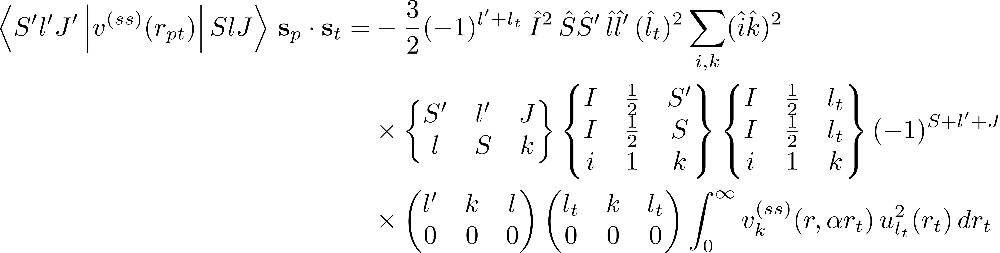 \left\langle S'l'J' \left| v^{(ss)}(r_{pt}) \right| SlJ \right\rangle \, \mathbf{s}_p \cdot \mathbf{s}_t = - \frac{3}{2} (-1)^{l'+l_t} \, \hat{I}^2 \, \hat{S}\hat{S}' \, \hat{l}\hat{l}' \, (\hat{l}_t)^2 \sum_{i,k} (\hat{i}\hat{k})^2
\times \begin{Bmatrix} S' & l' & J \\ l & S & k \end{Bmatrix} \begin{Bmatrix} I & \frac{1}{2} & S' \\ I & \frac{1}{2} & S \\ i & 1 & k \end{Bmatrix} \begin{Bmatrix} I & \frac{1}{2} & l_t \\ I & \frac{1}{2} & l_t \\ i & 1 & k \end{Bmatrix} (-1)^{S+l'+J}
\times \begin{pmatrix} l' & k & l \\ 0 & 0 & 0 \end{pmatrix} \begin{pmatrix} l_t & k & l_t \\ 0 & 0 & 0 \end{pmatrix} \int_0^\infty v_k^{(ss)}(r, \alpha r_t) \, u_{l_t}^2(r_t) \, dr_t